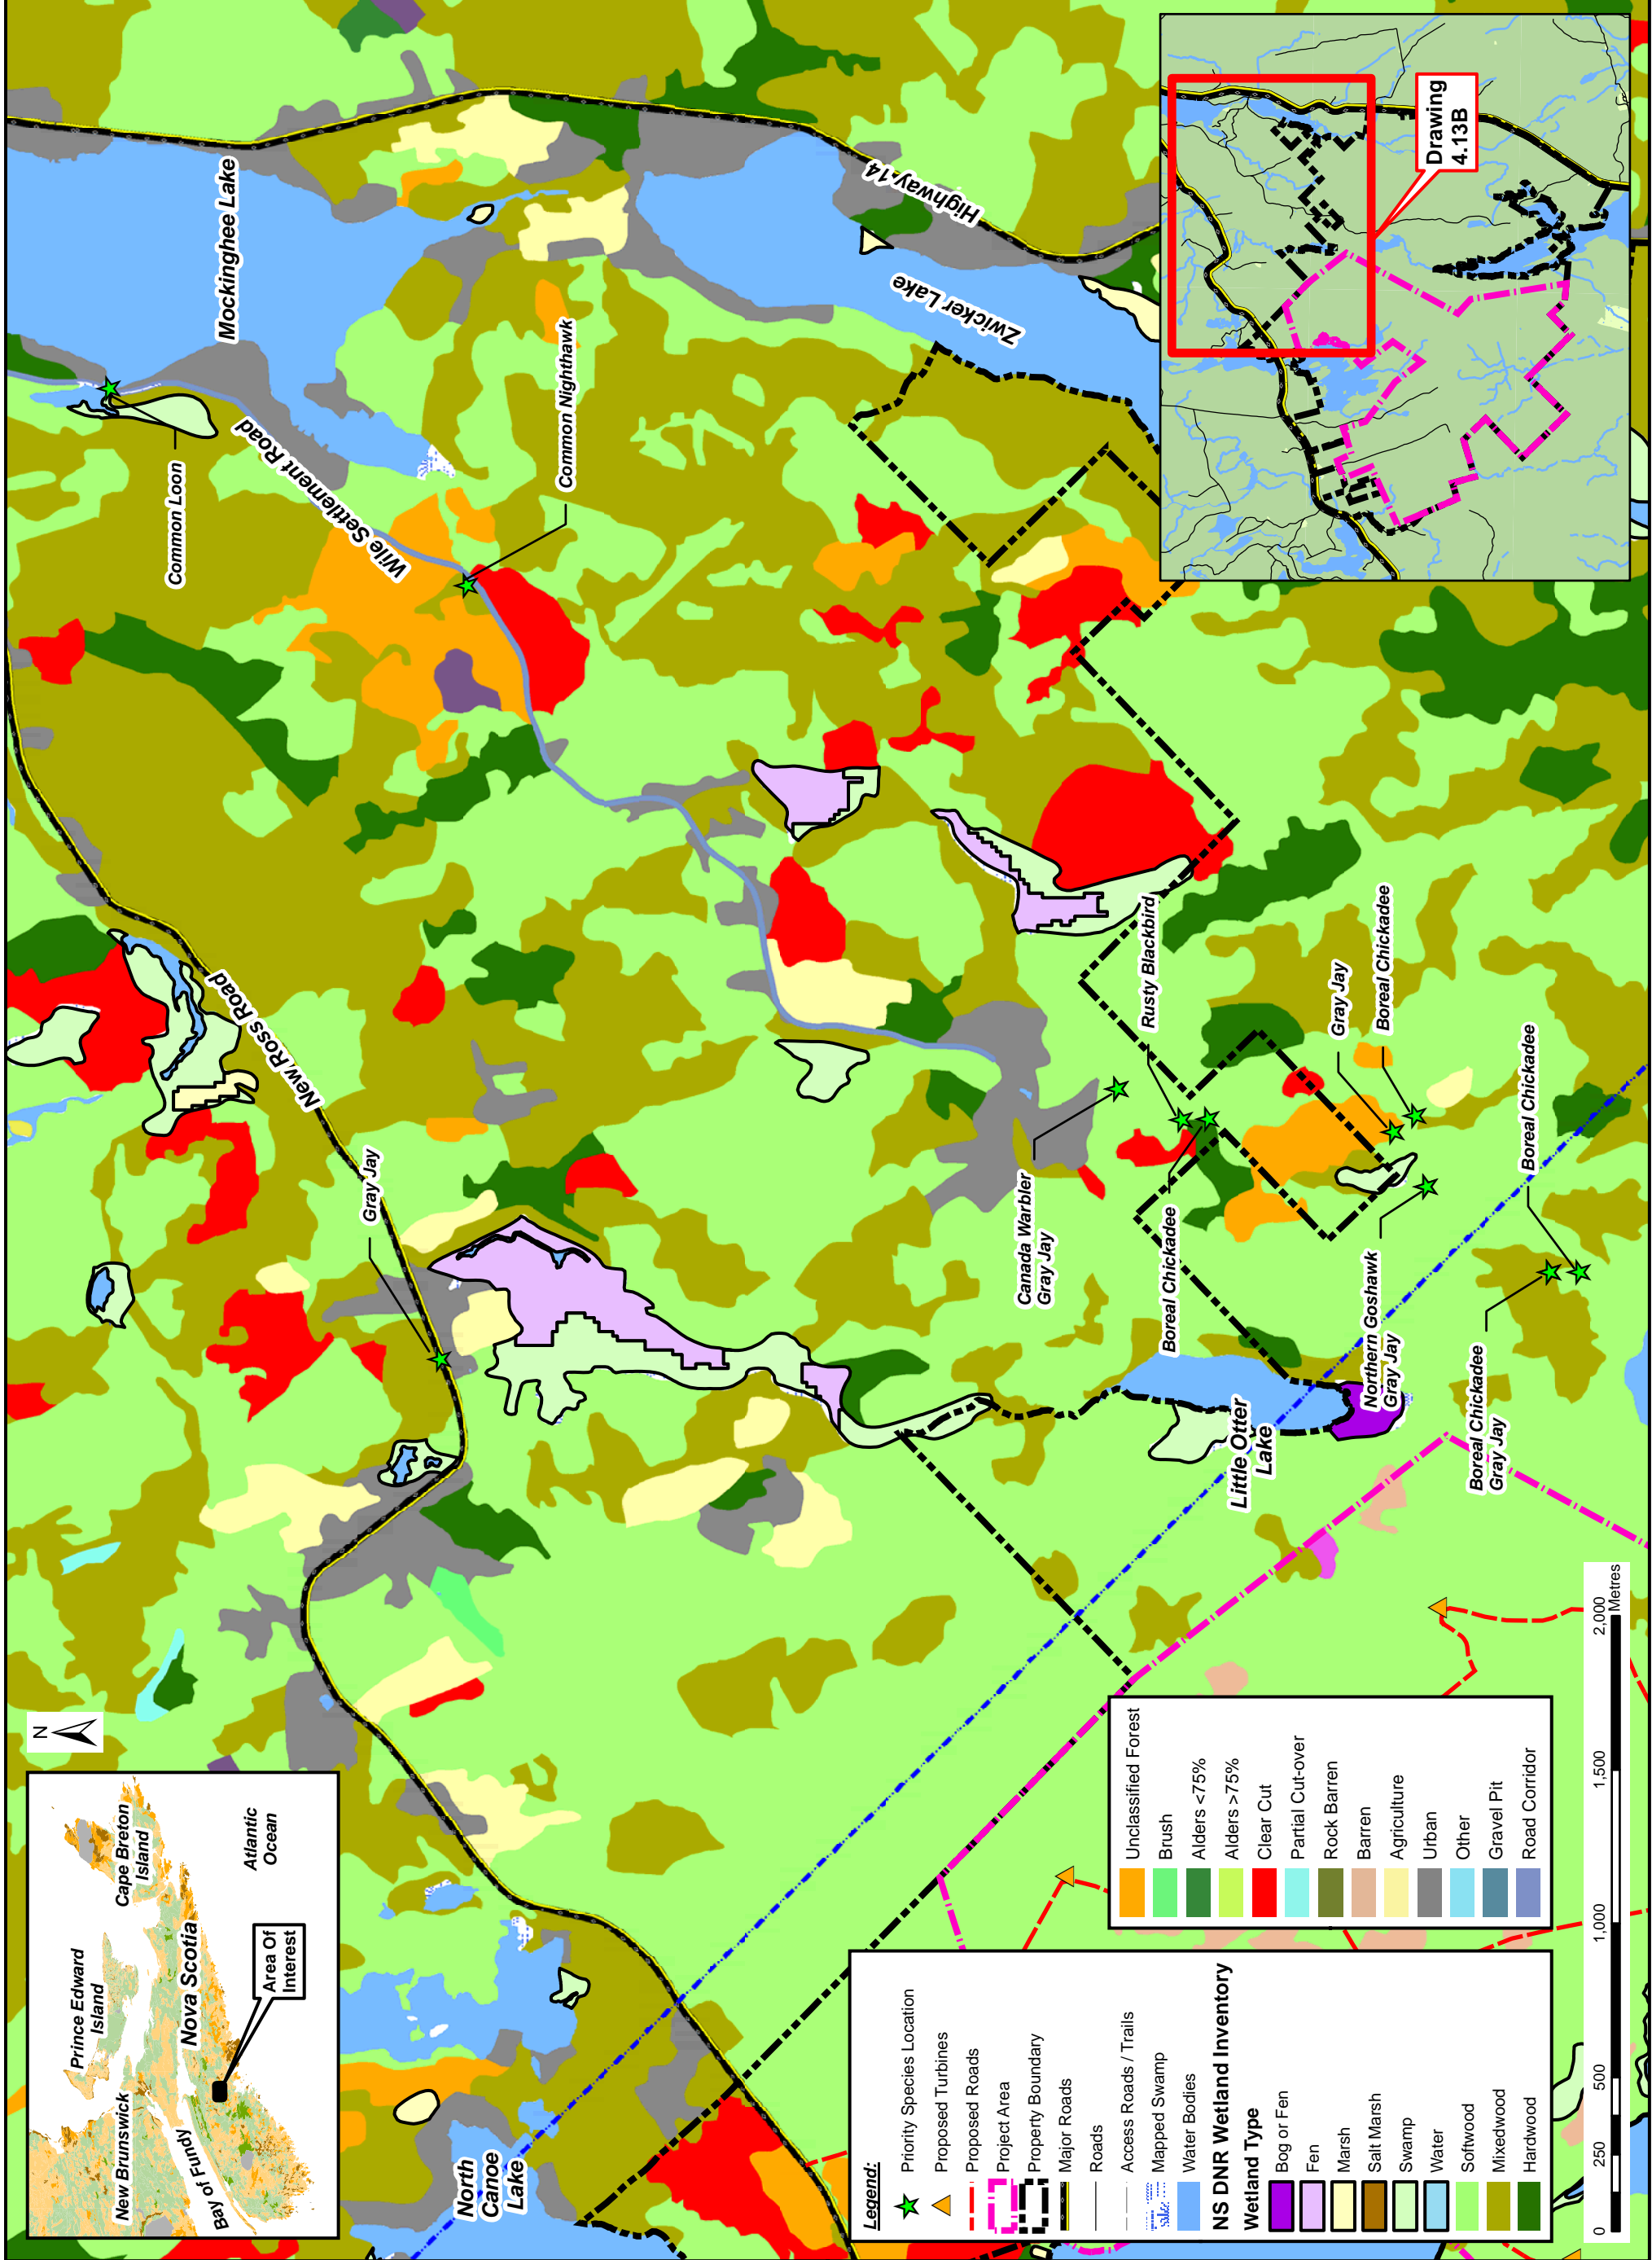 N
Prince Edward
Island
Cape Breton
Island
New Brunswick
Nova Scotia
Bay of Fundy
Atlantic
Ocean
Area Of
Interest
New Ross Road
Mockinghee Lake
Common Loon
Wile Settlement Road
Common Nighthawk
Highway 14
Zwicker Lake
Gray Jay
North
Canoe
Lake
Canada Warbler
Gray Jay
Rusty Blackbird
Boreal Chickadee
Gray Jay
Boreal Chickadee
Northern Goshawk
Gray Jay
Boreal Chickadee
Boreal Chickadee
Gray Jay
Little Otter
Lake
Drawing
4.13B
Legend:
Priority Species Location
Proposed Turbines
Proposed Roads
Project Area
Property Boundary
Major Roads
Roads
Access Roads / Trails
Mapped Swamp
Water Bodies
NS DNR Wetland Inventory
Wetland Type
Bog or Fen
Fen
Marsh
Salt Marsh
Swamp
Water
Softwood
Mixedwood
Hardwood
Unclassified Forest
Brush
Alders <75%
Alders >75%
Clear Cut
Partial Cut-over
Rock Barren
Barren
Agriculture
Urban
Other
Gravel Pit
Road Corridor
0 250 500 1,000 1,500 2,000
Metres